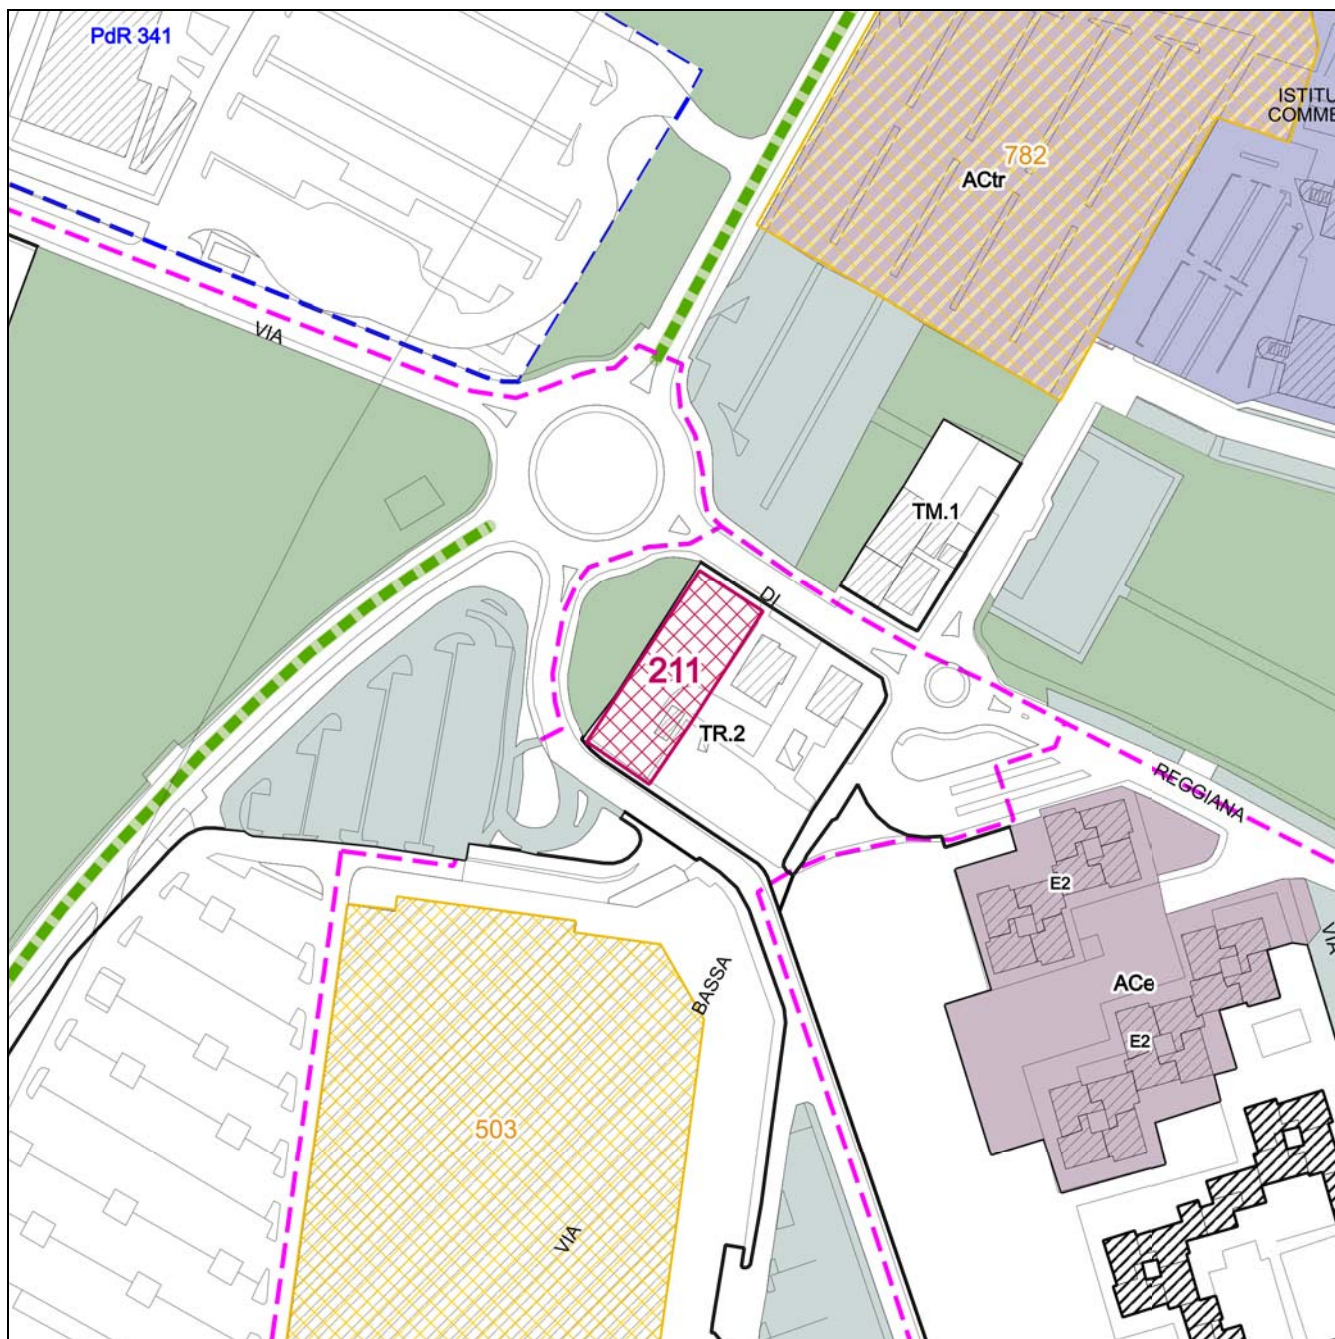 PdR 341
ISTITU
COMME
782
ACtr
VIA
TM.1
DI
211
TR.2
REGGIANA
E2
VIA
BASSA
ACe
E2
503
VIA